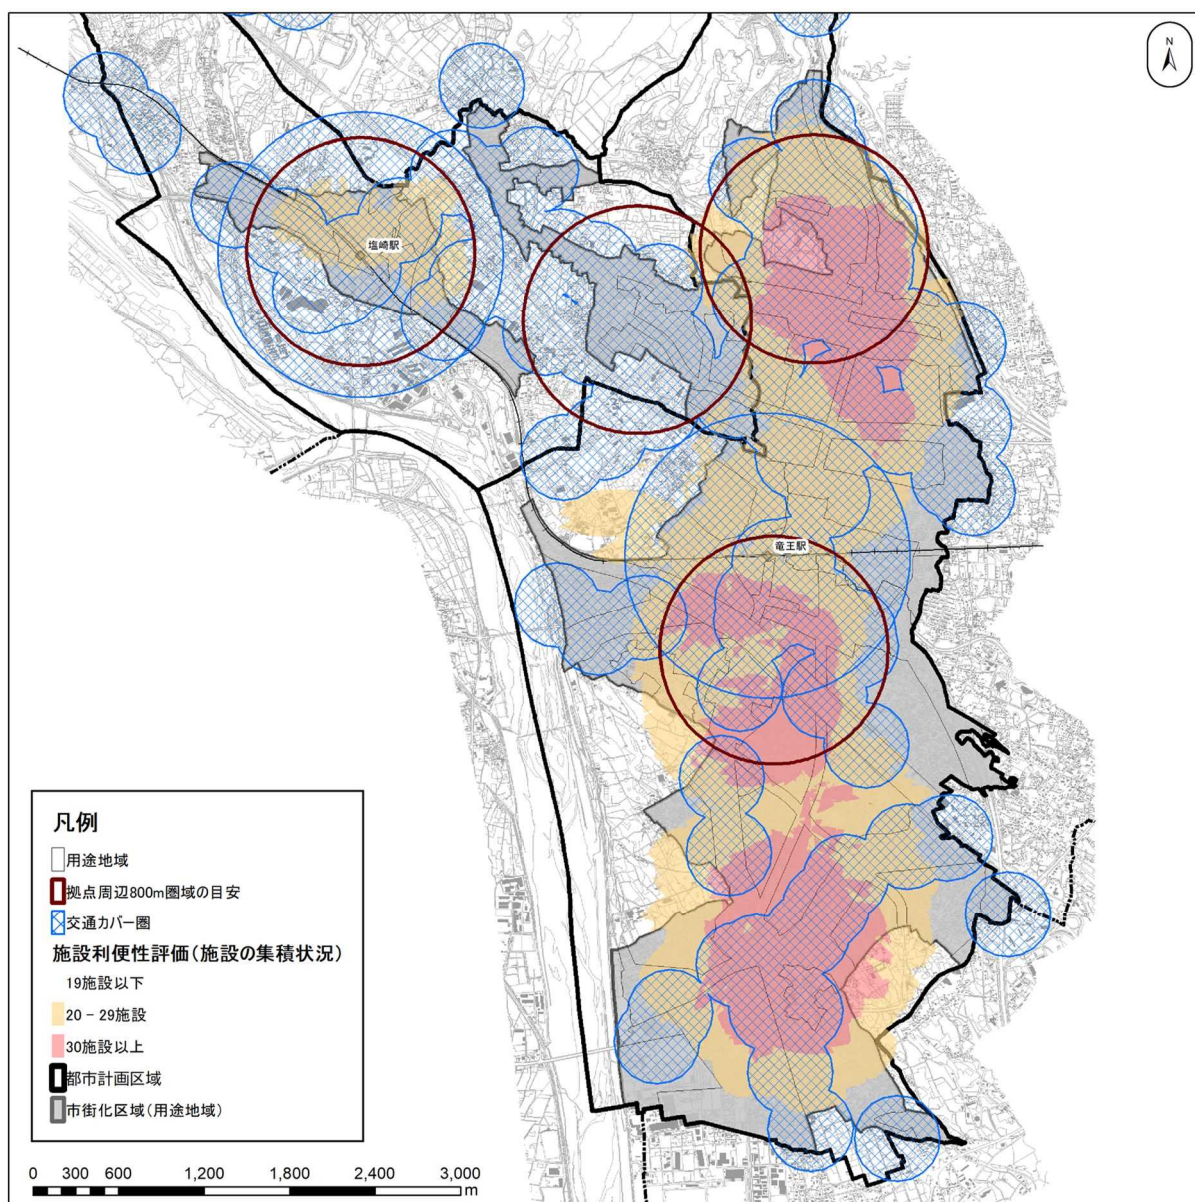 N
塩崎駅
竜王駅
凡例
用途地域
拠点周辺800m圏域の目安
交通カバー圏
施設利便性評価(施設の集積状況)
19施設以下
20 - 29施設
30施設以上
都市計画区域
市街化区域(用途地域)
0 300 600 1,200 1,800 2,400 3,000
m